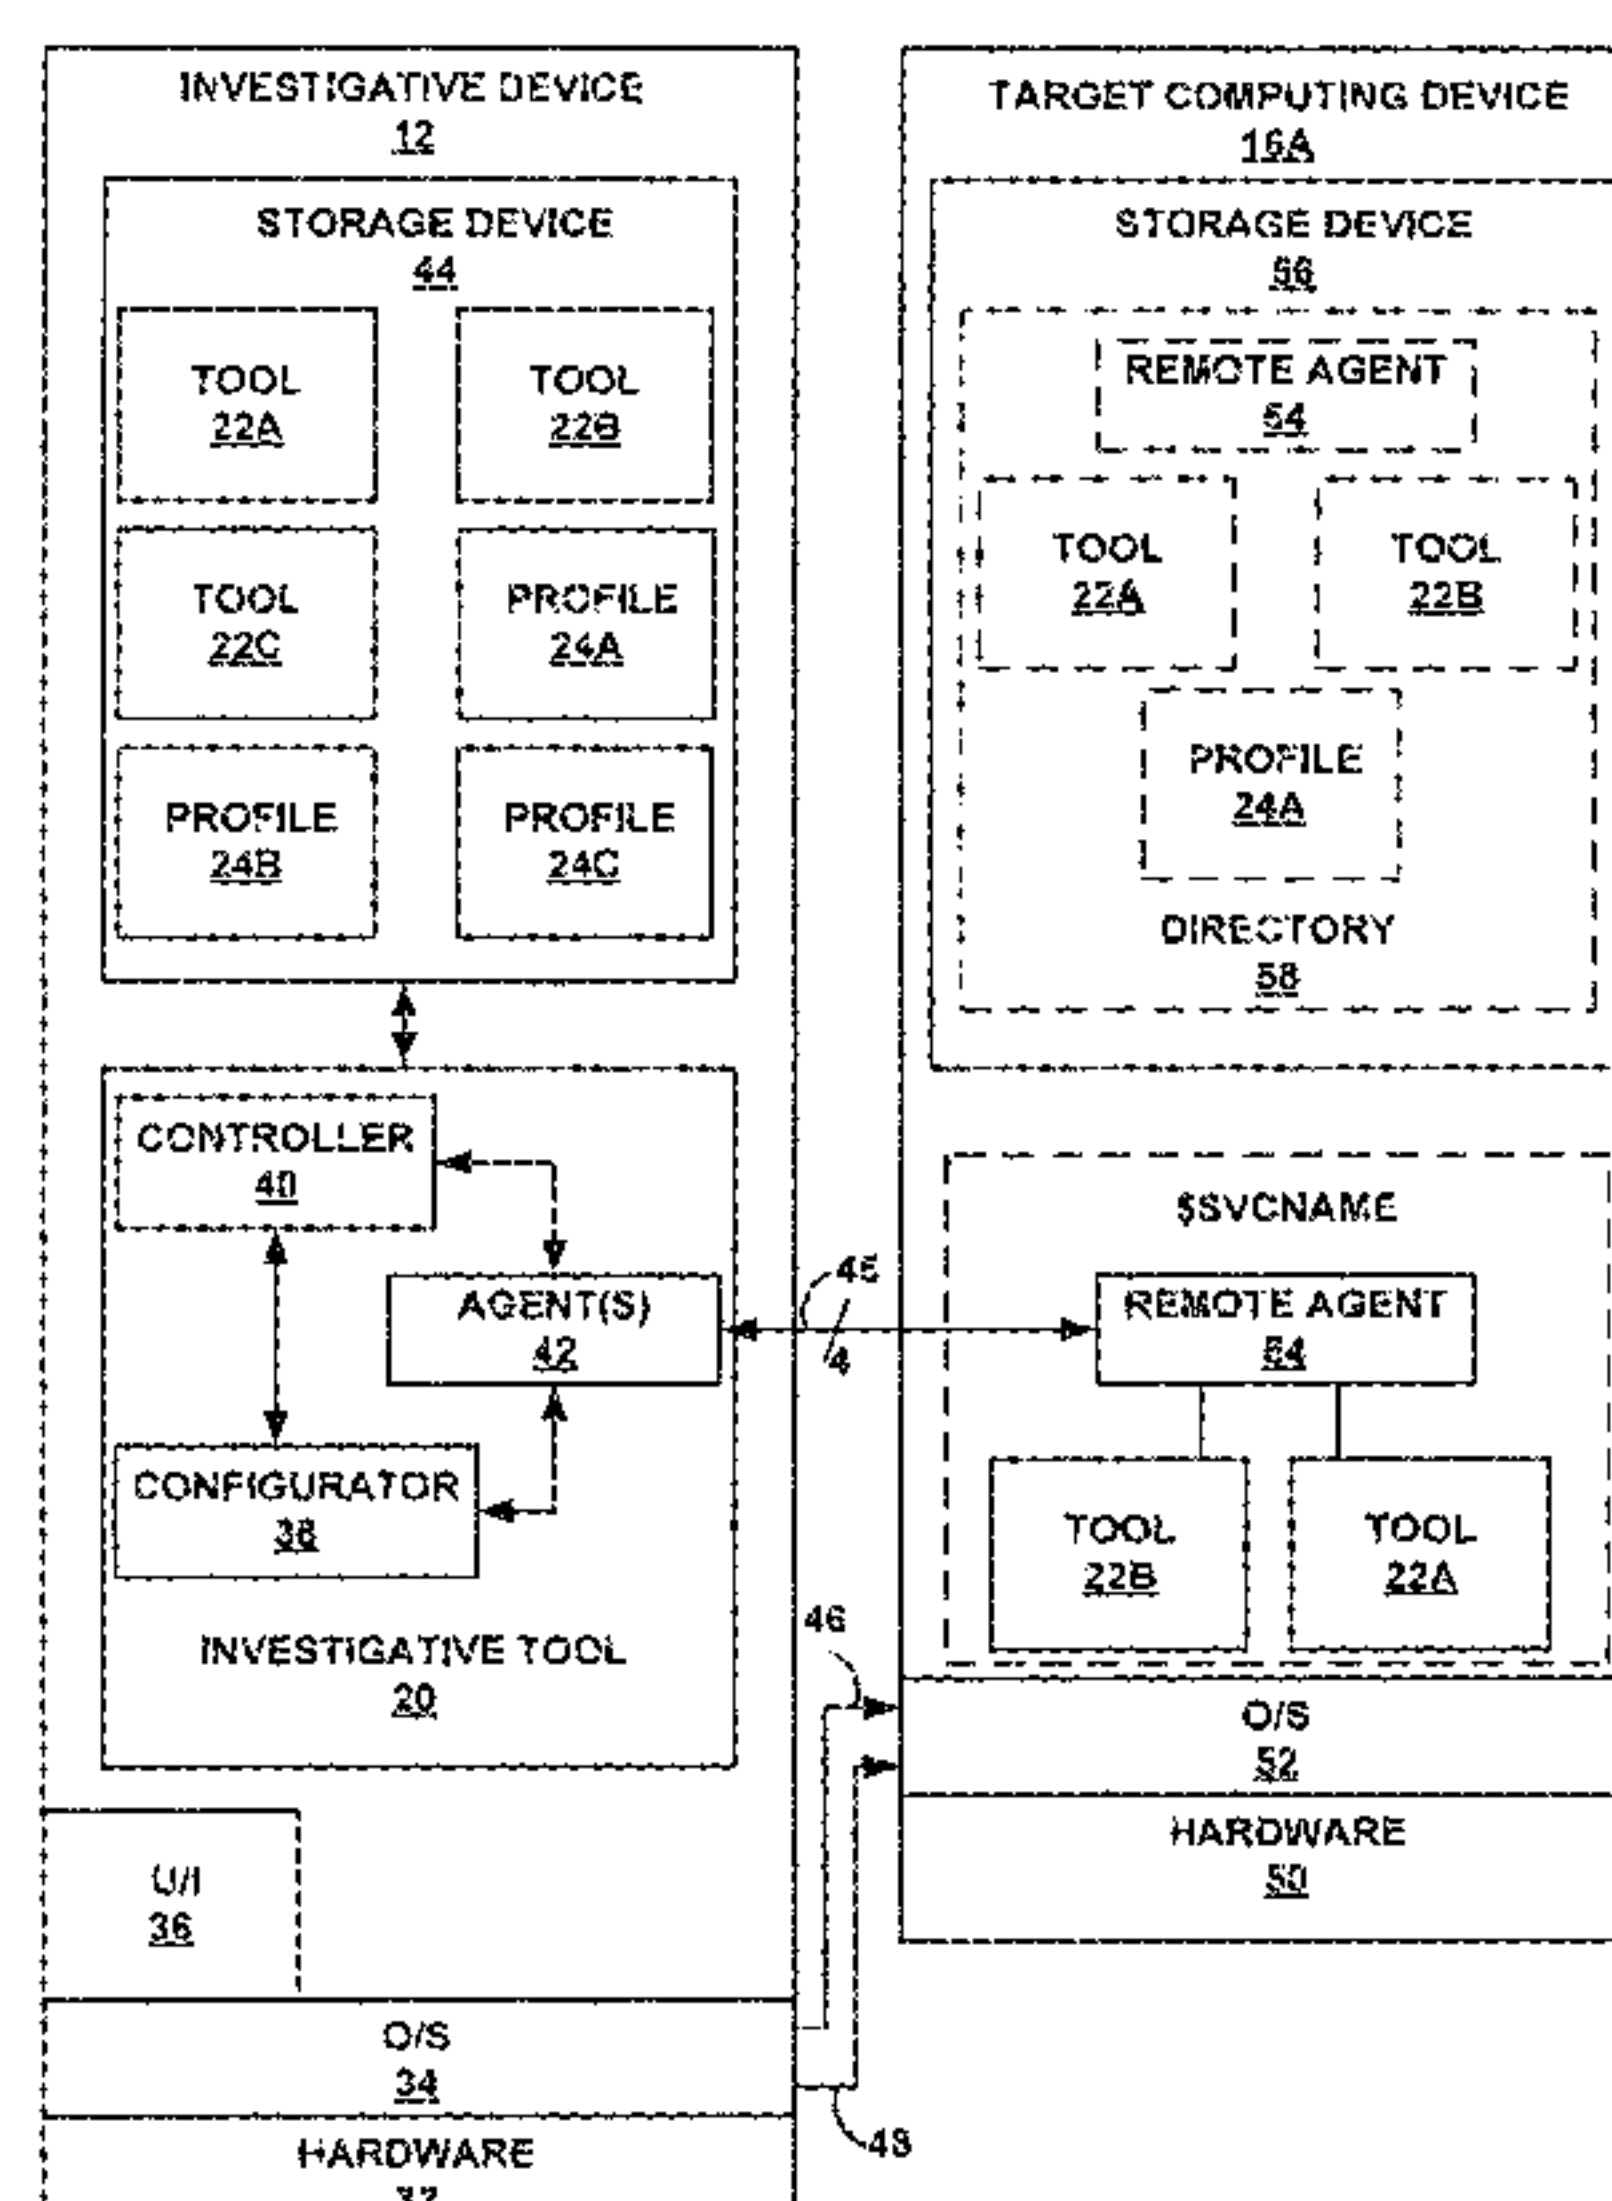 INVESTIGATIVE DEVICE
12
STORAGE DEVICE
44
TOOL
22A
TOOL
22B
TOOL
22C
PROFILE
24A
PROFILE
24B
PROFILE
24C
CONTROLLER
40
AGENT(S)
42
CONFIGURATOR
38
INVESTIGATIVE TOOL
20
U/I
36
O/S
34
HARDWARE
32
45
4
46
48
TARGET COMPUTING DEVICE
16A
STORAGE DEVICE
56
REMOTE AGENT
54
TOOL
22A
TOOL
22B
PROFILE
24A
DIRECTORY
58
$SVCNAME
REMOTE AGENT
54
TOOL
22B
TOOL
22A
O/S
52
HARDWARE
50